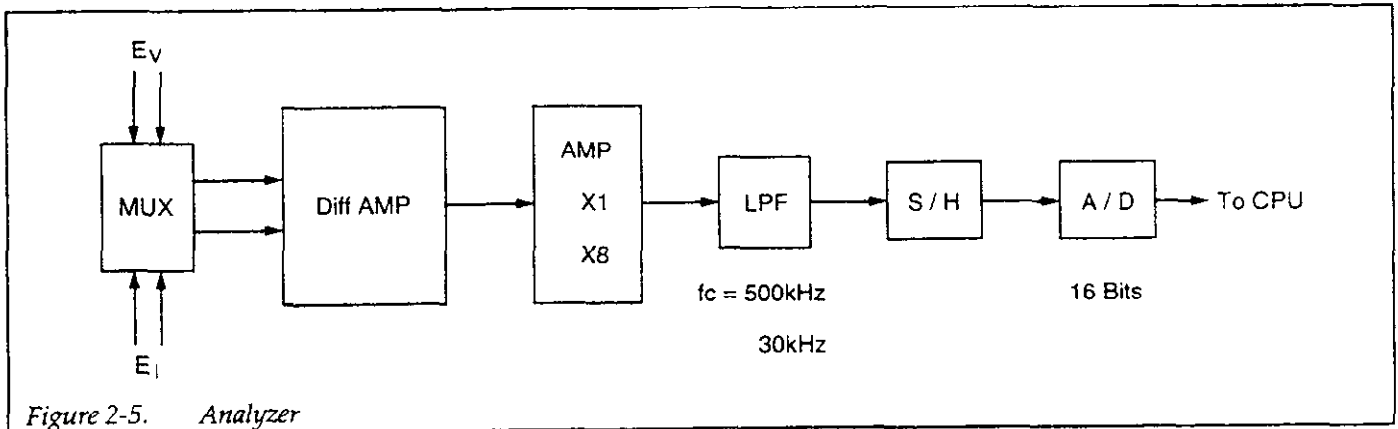 EV
MUX
EI
Diff AMP
AMP
X1
X8
LPF
fc = 500kHz
30kHz
S / H
A / D
16 Bits
To CPU
Figure 2-5. Analyzer